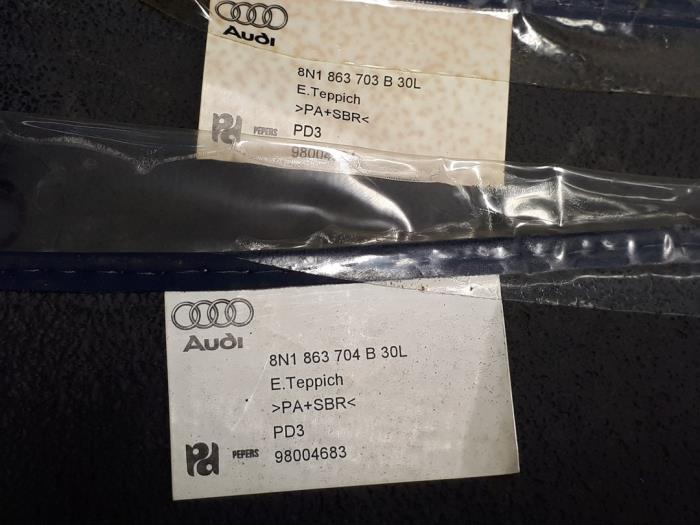 Audi
8N1 863 703 B 30L
E.Teppich
>PA+SBR<
PD3
PEPERS
Audi
8N1 863 704 B 30L
E.Teppich
>PA+SBR<
PD3
PEPERS 98004683